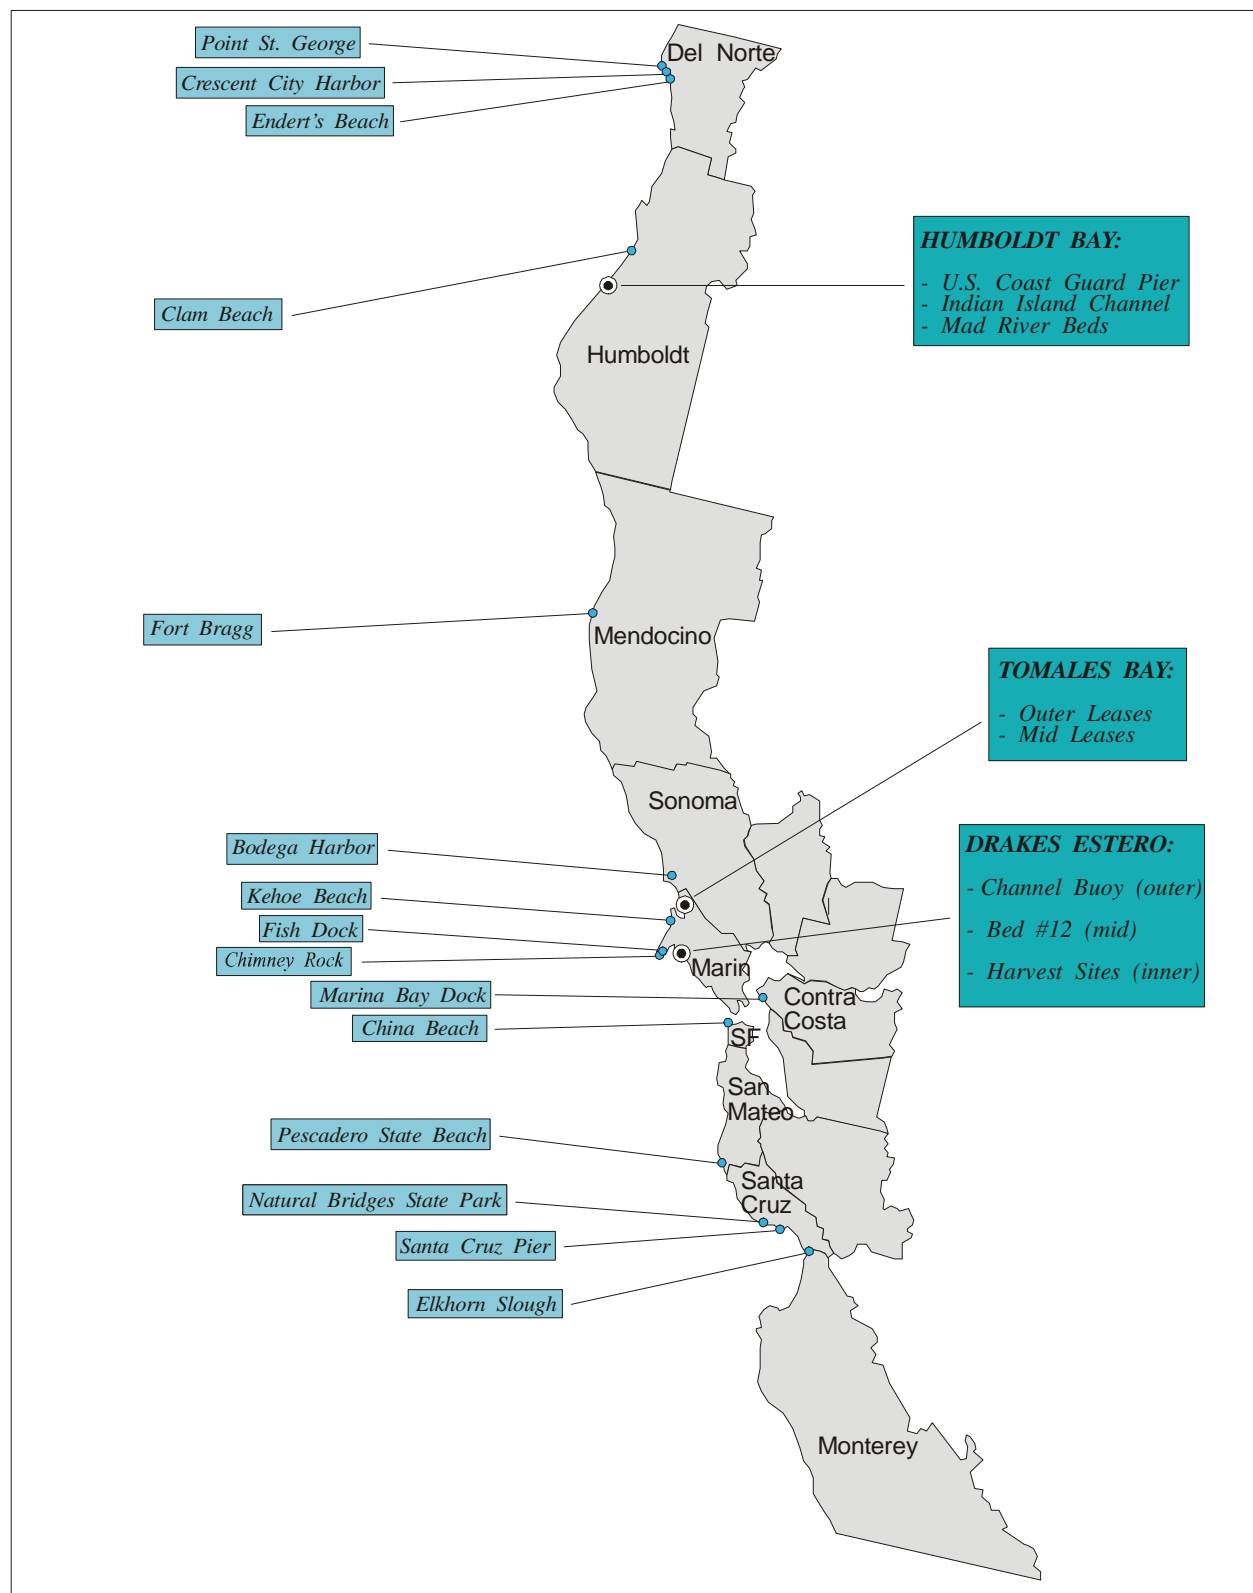 Point St. George
Del Norte
Crescent City Harbor
Endert's Beach
HUMBOLDT BAY:
- U.S. Coast Guard Pier
- Indian Island Channel
- Mad River Beds
Clam Beach
Humboldt
Fort Bragg
Mendocino
TOMALES BAY:
- Outer Leases
- Mid Leases
Sonoma
DRAKES ESTERO:
- Channel Buoy (outer)
- Bed #12 (mid)
- Harvest Sites (inner)
Bodega Harbor
Kehoe Beach
Fish Dock
Chimney Rock
Marin
Marina Bay Dock
Contra
Costa
China Beach
SF
San
Mateo
Pescadero State Beach
Santa
Cruz
Natural Bridges State Park
Santa Cruz Pier
Elkhorn Slough
Monterey